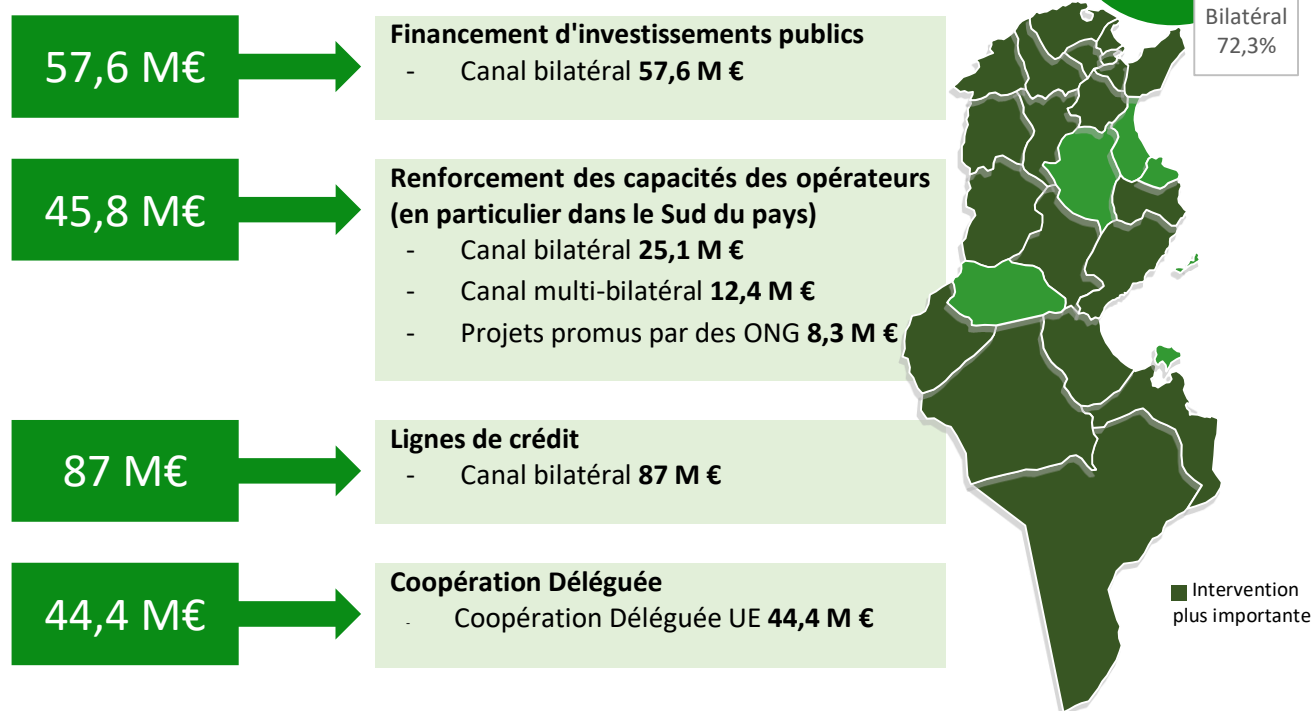 Bilatéral
72,3%
57,6 M€
Financement d'investissements publics
- Canal bilatéral 57,6 M €
45,8 M€
Renforcement des capacités des opérateurs
(en particulier dans le Sud du pays)
- Canal bilatéral 25,1 M €
- Canal multi-bilatéral 12,4 M €
- Projets promus par des ONG 8,3 M €
87 M€
Lignes de crédit
- Canal bilatéral 87 M €
44,4 M€
Coopération Déléguée
- Coopération Déléguée UE 44,4 M €
Intervention
plus importante